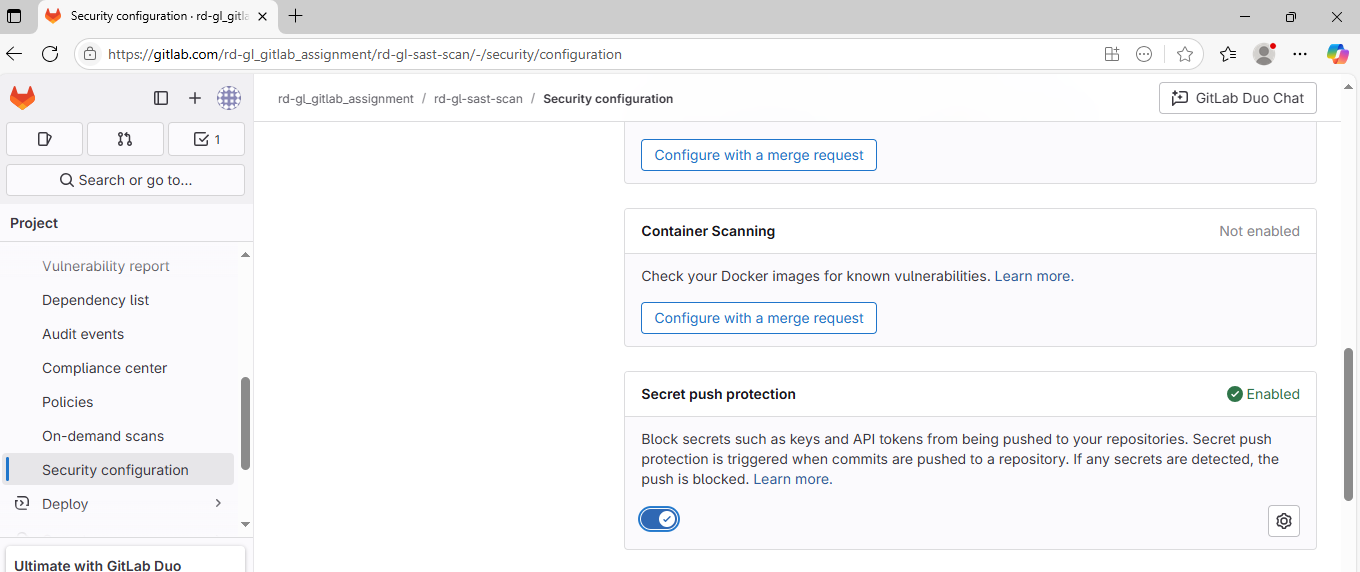 Security configuration · rd-gl_gitla
https://gitlab.com/rd-gl_gitlab_assignment/rd-gl-sast-scan/-/security/configuration
rd-gl_gitlab_assignment / rd-gl-sast-scan / Security configuration
GitLab Duo Chat
1
Search or go to...
Project
Vulnerability report
Dependency list
Audit events
Compliance center
Policies
On-demand scans
Security configuration
Deploy
Ultimate with GitLab Duo
Configure with a merge request
Container Scanning
Not enabled
Check your Docker images for known vulnerabilities. Learn more.
Configure with a merge request
Secret push protection
Enabled
Block secrets such as keys and API tokens from being pushed to your repositories. Secret push
protection is triggered when commits are pushed to a repository. If any secrets are detected, the
push is blocked. Learn more.